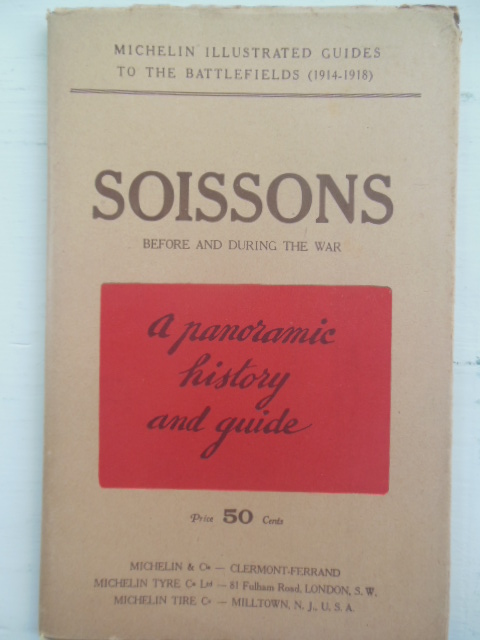 MICHELIN ILLUSTRATED GUIDES
TO THE BATTLEFIELDS (1914-1918)
SOISSONS
BEFORE AND DURING THE WAR
a panoramic
history
and guide
Price 50 Cents
MICHELIN & Cie — CLERMONT-FERRAND
MICHELIN TYRE Co Ltd — 81 Fulham Road, LONDON, S. W.
MICHELIN TIRE Co — MILLTOWN, N. J., U. S. A